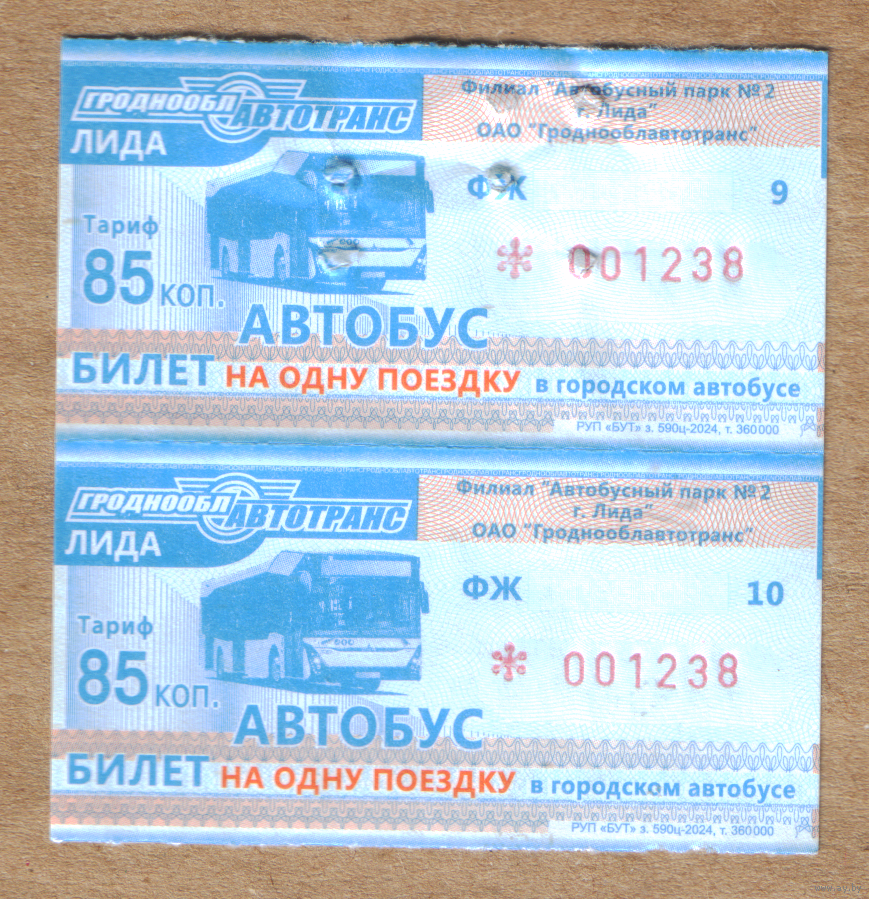 ГРОДНООБЛ
АВТОТРАНС
ЛИДА
Филиал "Автобусный парк №2
г. Лида"
ОАО "Гроднооблавтотранс"
ФЖ 9
Тариф
85 коп.
* 001238
АВТОБУС
БИЛЕТ НА ОДНУ ПОЕЗДКУ в городском автобусе
РУП «БУТ» з. 590ц-2024, т. 360000
ГРОДНООБЛ
АВТОТРАНС
ЛИДА
Филиал "Автобусный парк №2
г. Лида"
ОАО "Гроднооблавтотранс"
ФЖ 10
Тариф
85 коп.
* 001238
АВТОБУС
БИЛЕТ НА ОДНУ ПОЕЗДКУ в городском автобусе
РУП «БУТ» з. 590ц-2024, т. 360000